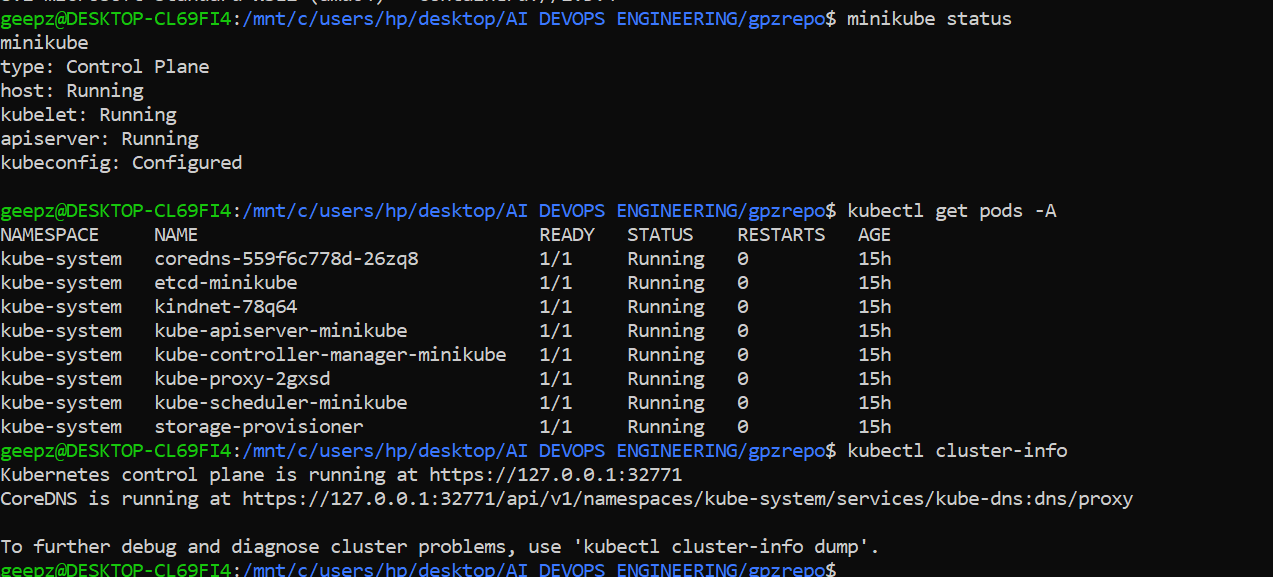 geepz@DESKTOP-CL69FI4:/mnt/c/users/hp/desktop/AI DEVOPS ENGINEERING/gpzrepo$ minikube status
minikube
type: Control Plane
host: Running
kubelet: Running
apiserver: Running
kubeconfig: Configured
geepz@DESKTOP-CL69FI4:/mnt/c/users/hp/desktop/AI DEVOPS ENGINEERING/gpzrepo$ kubectl get pods -A
NAMESPACE     NAME                               READY   STATUS    RESTARTS   AGE
kube-system   coredns-559f6c778d-26zq8           1/1     Running   0          15h
kube-system   etcd-minikube                      1/1     Running   0          15h
kube-system   kindnet-78q64                      1/1     Running   0          15h
kube-system   kube-apiserver-minikube            1/1     Running   0          15h
kube-system   kube-controller-manager-minikube   1/1     Running   0          15h
kube-system   kube-proxy-2gxsd                   1/1     Running   0          15h
kube-system   kube-scheduler-minikube            1/1     Running   0          15h
kube-system   storage-provisioner                1/1     Running   0          15h
geepz@DESKTOP-CL69FI4:/mnt/c/users/hp/desktop/AI DEVOPS ENGINEERING/gpzrepo$ kubectl cluster-info
Kubernetes control plane is running at https://127.0.0.1:32771
CoreDNS is running at https://127.0.0.1:32771/api/v1/namespaces/kube-system/services/kube-dns:dns/proxy
To further debug and diagnose cluster problems, use 'kubectl cluster-info dump'.
geepz@DESKTOP-CL69FI4:/mnt/c/users/hp/desktop/AI DEVOPS ENGINEERING/gpzrepo$